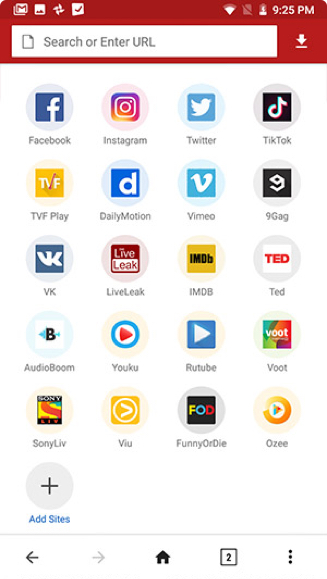 9:25 PM
Search or Enter URL
Facebook Instagram Twitter TikTok
TVF
TVF Play DailyMotion Vimeo 9Gag
Live Leak IMDb TED
VK LiveLeak IMDB Ted
B voot
AudioBoom Youku Rutube Voot
SONY LIV FOD
SonyLiv Viu FunnyOrDie Ozee
Add Sites
2